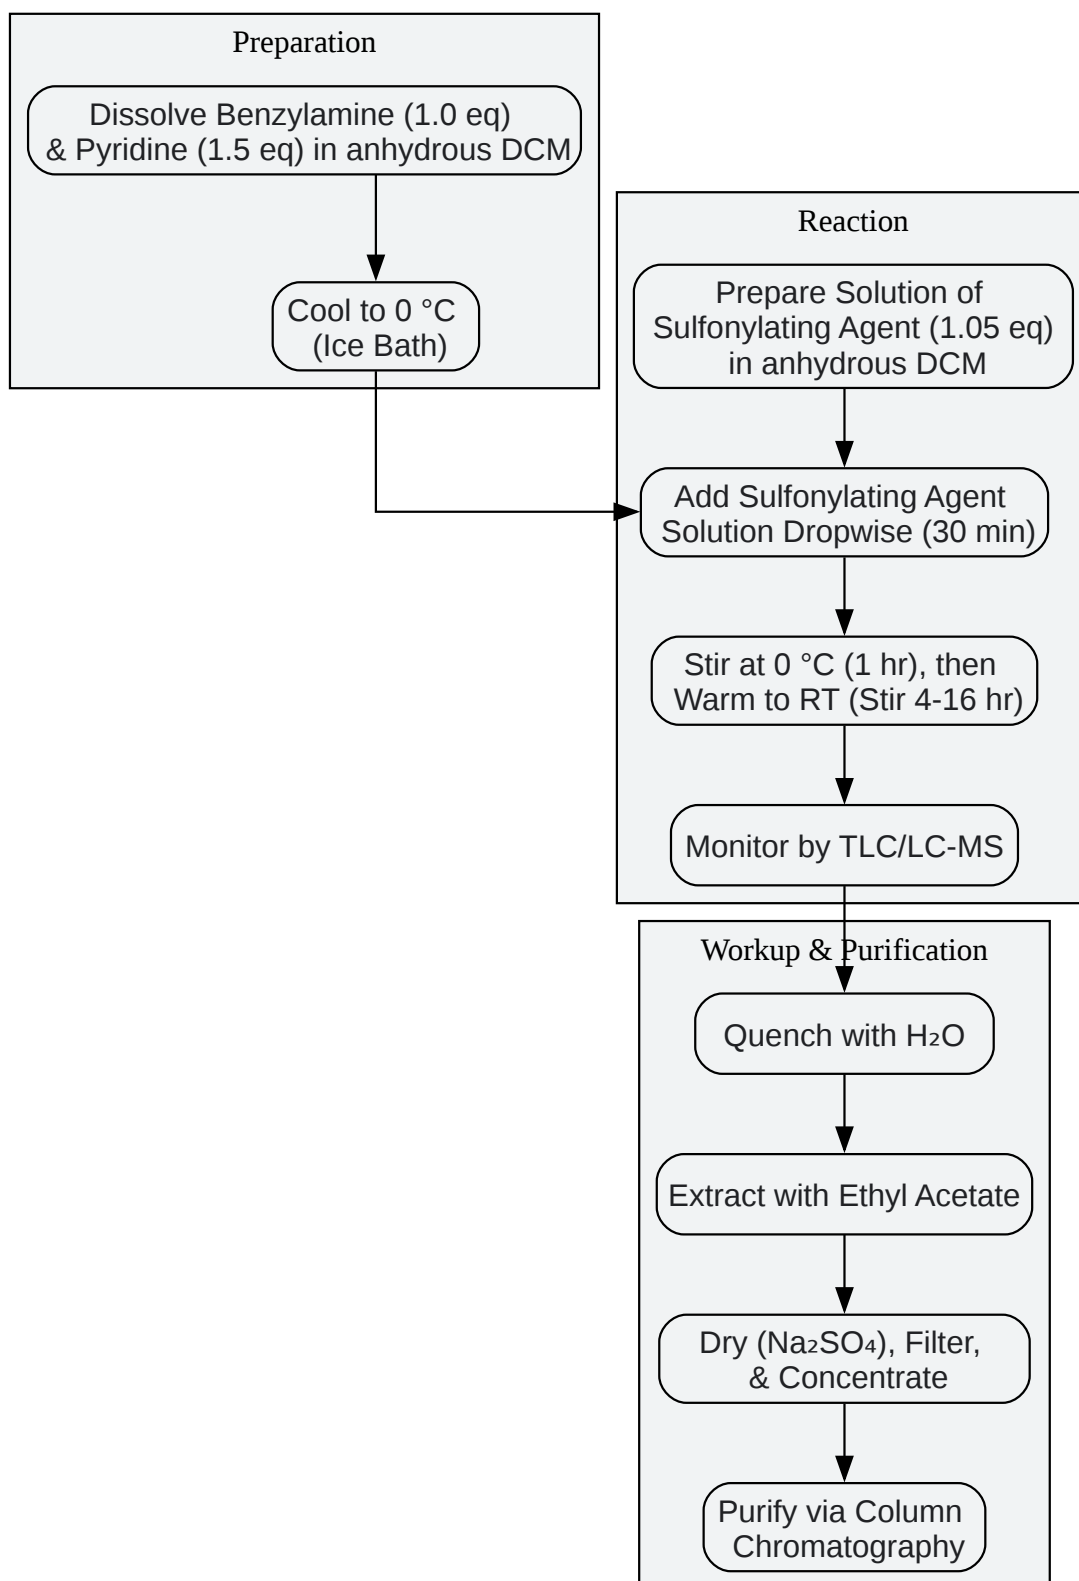 Preparation
Dissolve Benzylamine (1.0 eq)
& Pyridine (1.5 eq) in anhydrous DCM
Cool to 0 °C
(Ice Bath)
Reaction
Prepare Solution of
Sulfonylating Agent (1.05 eq)
in anhydrous DCM
Add Sulfonylating Agent
Solution Dropwise (30 min)
Stir at 0 °C (1 hr), then
Warm to RT (Stir 4-16 hr)
Monitor by TLC/LC-MS
Workup & Purification
Quench with H₂O
Extract with Ethyl Acetate
Dry (Na₂SO₄), Filter,
& Concentrate
Purify via Column
Chromatography